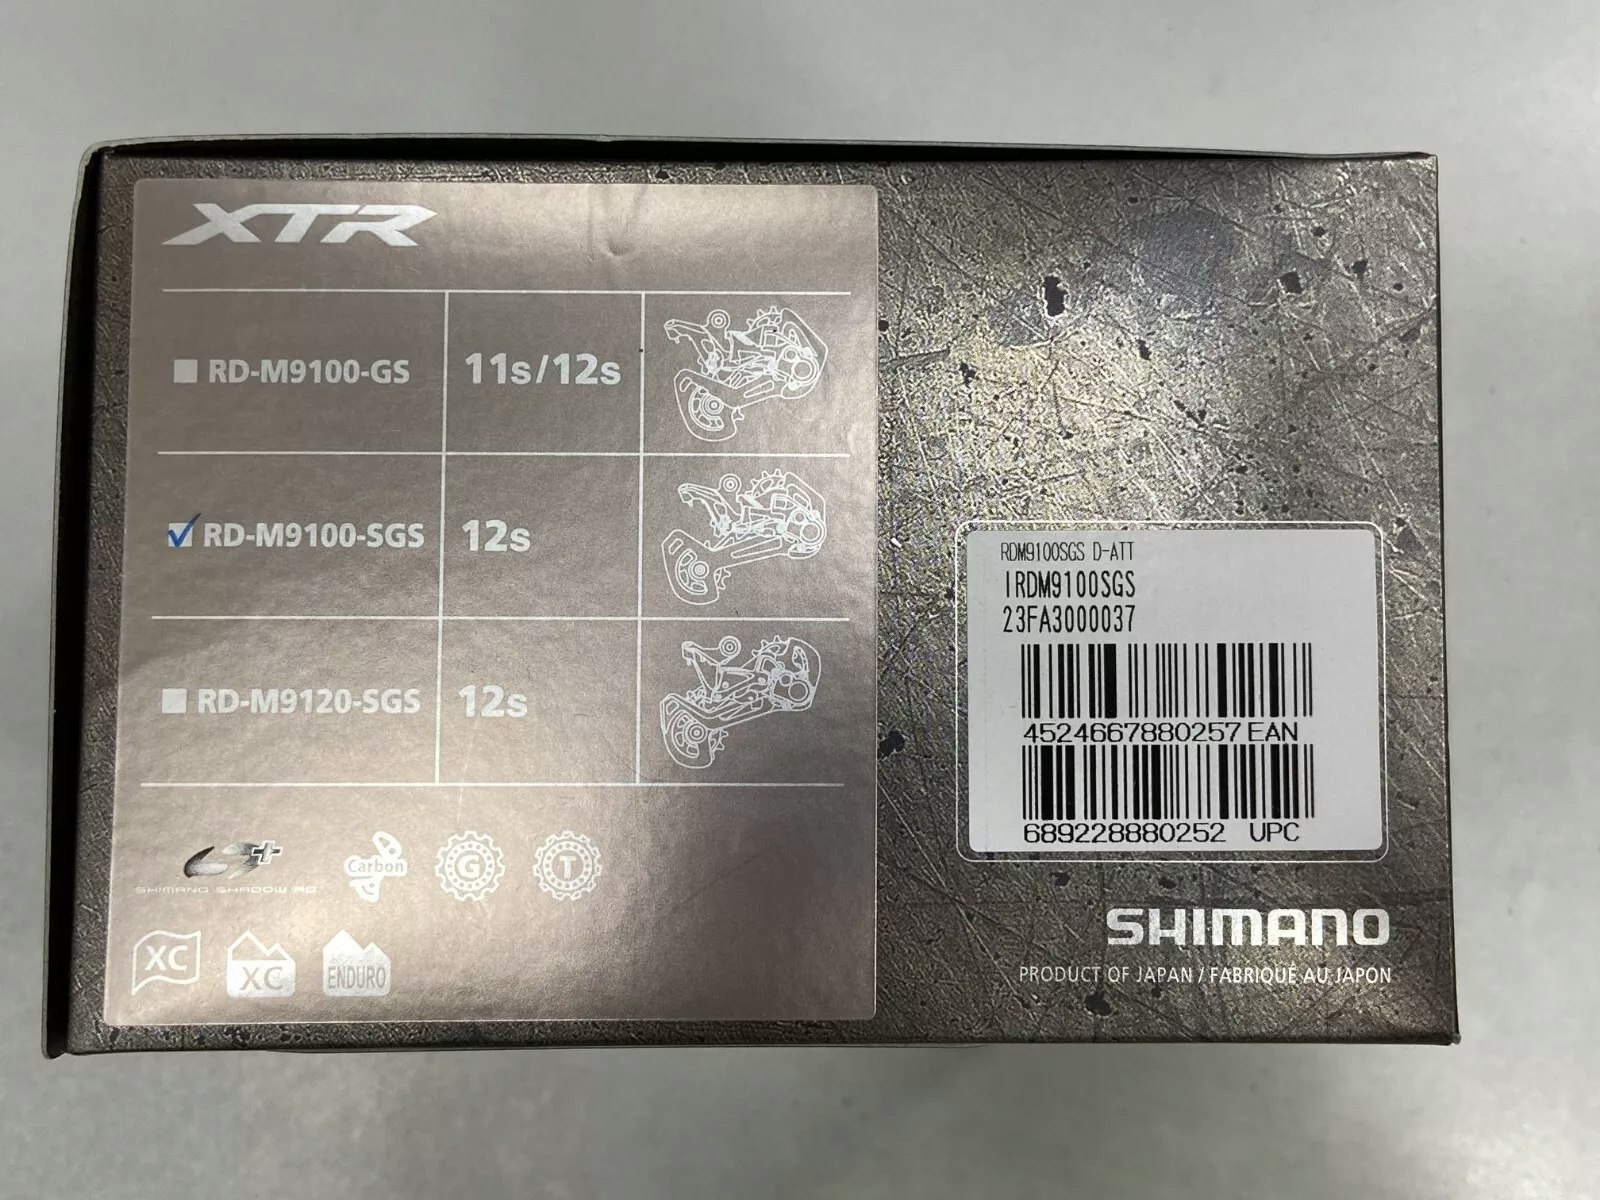 XTR
RD-M9100-GS 11s/12s
RD-M9100-SGS 12s
RD-M9120-SGS 12s
SHIMANO SHADOW RD
Carbon
G
T
XC
XC
ENDURO
RDM9100SGS D-ATT
IRDM9100SGS
23FA3000037
4524667880257 EAN
689228880252 UPC
SHIMANO
PRODUCT OF JAPAN / FABRIQUÉ AU JAPON